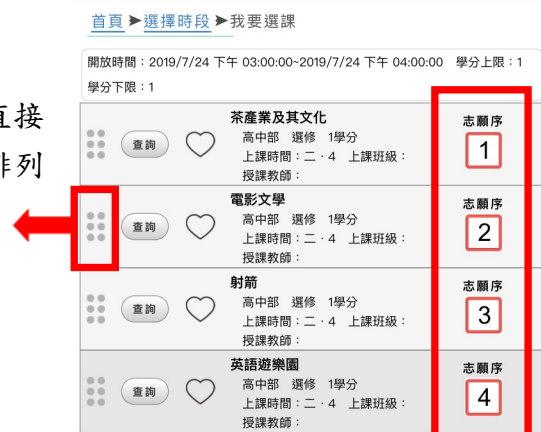 首頁 ➤選擇時段 ➤我要選課
開放時間：2019/7/24 下午 03:00:00~2019/7/24 下午 04:00:00 學分上限：1
學分下限：1
直接
排列
茶產業及其文化
查詢
高中部 選修 1學分
上課時間：二．4 上課班級：
授課教師：
志願序
1
電影文學
查詢
高中部 選修 1學分
上課時間：二．4 上課班級：
授課教師：
志願序
2
射箭
查詢
高中部 選修 1學分
上課時間：二．4 上課班級：
授課教師：
志願序
3
英語遊樂園
查詢
高中部 選修 1學分
上課時間：二．4 上課班級：
授課教師：
志願序
4